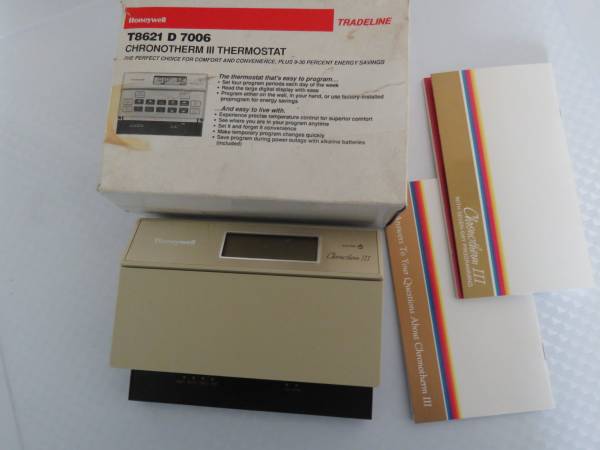 Honeywell
TRADELINE
T8621 D 7006
CHRONOTHERM III THERMOSTAT
THE PERFECT CHOICE FOR COMFORT AND CONVENIENCE, PLUS 9-30 PERCENT ENERGY SAVINGS
The thermostat that's easy to program...
• Set four program periods each day of the week
• Read the large digital display with ease
• Program either on the wall, in your hand, or use factory-installed
preprogram for energy savings
...And easy to live with.
• Experience precise temperature control for superior comfort
• See where you are in your program anytime
• Set it and forget it convenience
• Make temporary program changes quickly
• Save program during power outage with alkaline batteries
(included)
Honeywell
Chronotherm III
Chronotherm III
WITH SEVEN-DAY PROGRAMMING
Answers To Your Questions About Chronotherm III